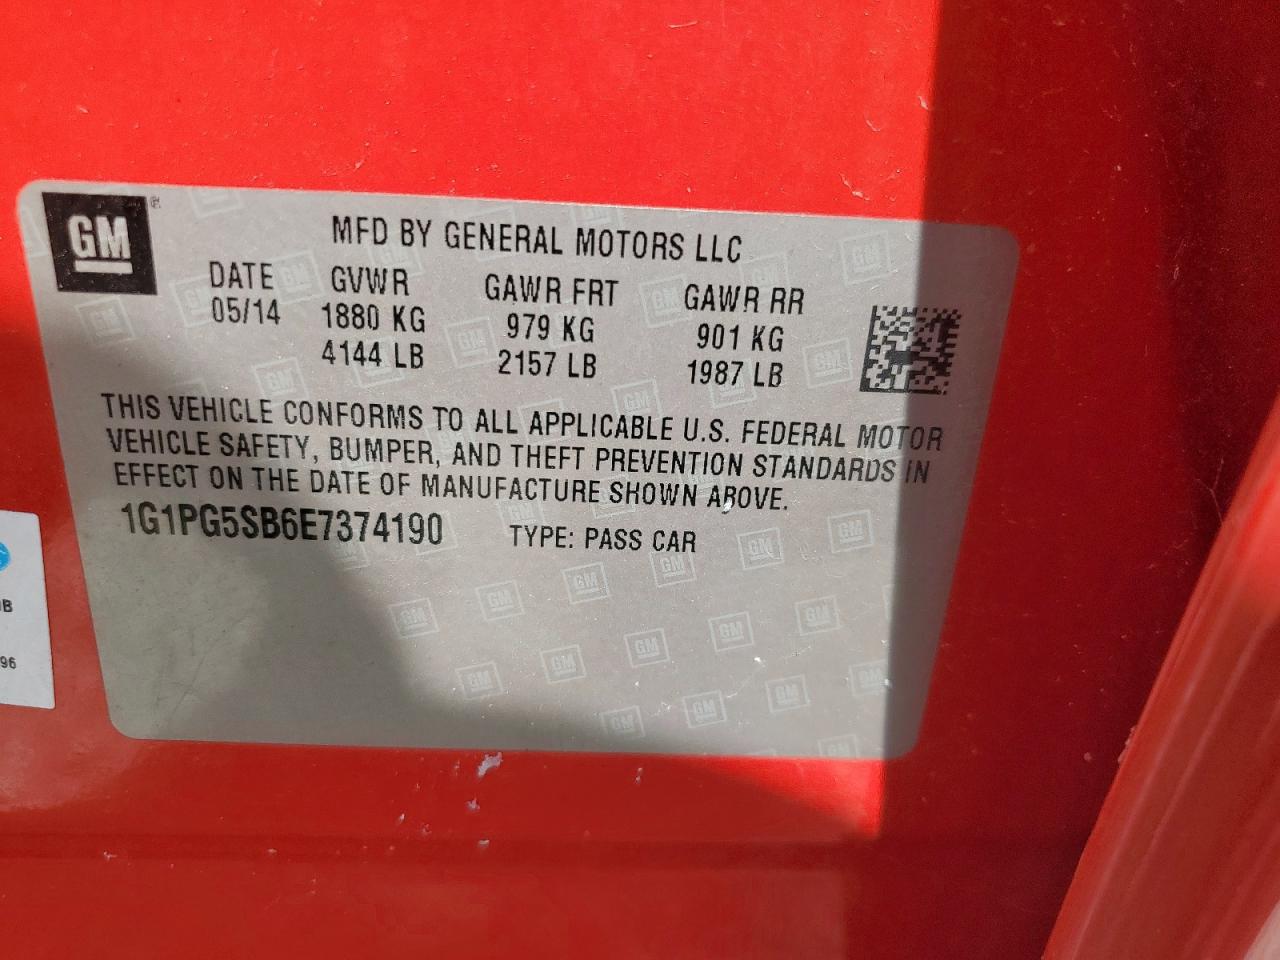 GM
MFD BY GENERAL MOTORS LLC
DATE GVWR GAWR FRT GAWR RR
05/14 1880 KG 979 KG 901 KG
4144 LB 2157 LB 1987 LB
THIS VEHICLE CONFORMS TO ALL APPLICABLE U.S. FEDERAL MOTOR
VEHICLE SAFETY, BUMPER, AND THEFT PREVENTION STANDARDS IN
EFFECT ON THE DATE OF MANUFACTURE SHOWN ABOVE.
1G1PG5SB6E7374190 TYPE: PASS CAR
96